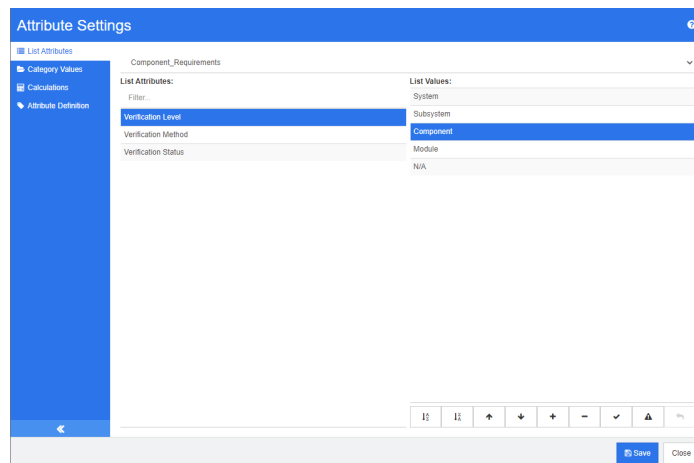 Attribute Settings
List Attributes
Category Values
Calculations
Attribute Definition
Component_Requirements
List Attributes:
Filter...
Verification Level
Verification Method
Verification Status
List Values:
System
Subsystem
Component
Module
N/A
Save
Close